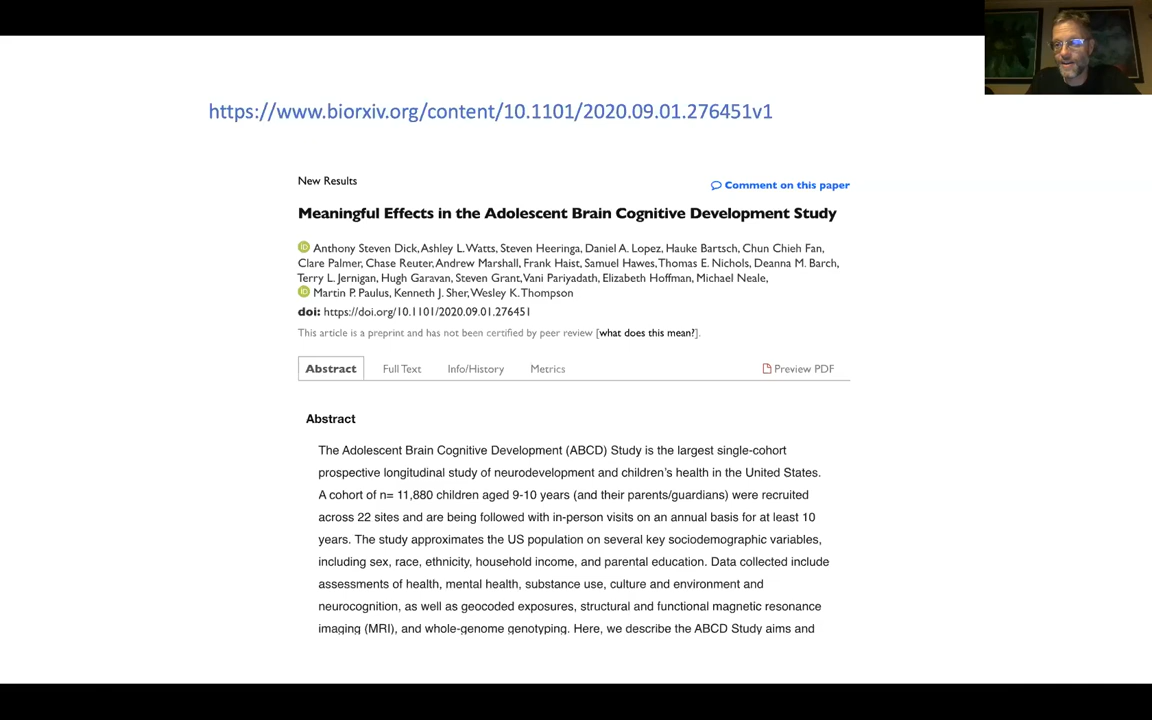 https://www.biorxiv.org/content/10.1101/2020.09.01.276451v1
New Results
Comment on this paper
Meaningful Effects in the Adolescent Brain Cognitive Development Study
iD Anthony Steven Dick, Ashley L. Watts, Steven Heeringa, Daniel A. Lopez, Hauke Bartsch, Chun Chieh Fan,
Clare Palmer, Chase Reuter, Andrew Marshall, Frank Haist, Samuel Hawes, Thomas E. Nichols, Deanna M. Barch,
Terry L. Jernigan, Hugh Garavan, Steven Grant, Vani Pariyadath, Elizabeth Hoffman, Michael Neale,
iD Martin P. Paulus, Kenneth J. Sher, Wesley K. Thompson
doi: https://doi.org/10.1101/2020.09.01.276451
This article is a preprint and has not been certified by peer review [what does this mean?].
Abstract Full Text Info/History Metrics Preview PDF
Abstract
The Adolescent Brain Cognitive Development (ABCD) Study is the largest single-cohort
prospective longitudinal study of neurodevelopment and children's health in the United States.
A cohort of n= 11,880 children aged 9-10 years (and their parents/guardians) were recruited
across 22 sites and are being followed with in-person visits on an annual basis for at least 10
years. The study approximates the US population on several key sociodemographic variables,
including sex, race, ethnicity, household income, and parental education. Data collected include
assessments of health, mental health, substance use, culture and environment and
neurocognition, as well as geocoded exposures, structural and functional magnetic resonance
imaging (MRI), and whole-genome genotyping. Here, we describe the ABCD Study aims and